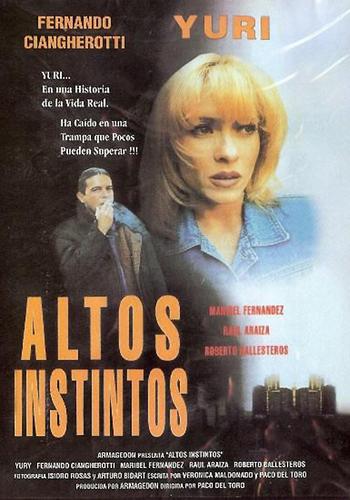 FERNANDO
CIANGHEROTTI
YURI
YURI...
En una Historia
de la Vida Real.
Ha Caído en una
Trampa que Pocos
Pueden Superar !!!
ALTOS
INSTINTOS
MARIBEL FERNANDEZ
RAUL ARAIZA
ROBERTO BALLESTEROS
ARMAGEDON PRESENTA "ALTOS INSTINTOS"
YURY FERNANDO CIANGHEROTTI MARIBEL FERNANDEZ RAUL ARAIZA ROBERTO BALLESTEROS
FOTOGRAFIA ISIDRO ROSAS y ARTURO BIDART ESCRITA POR VERONICA MALDONADO y PACO DEL TORO
PRODUCIDA POR ARMAGEDON DIRIGIDA POR PACO DEL TORO